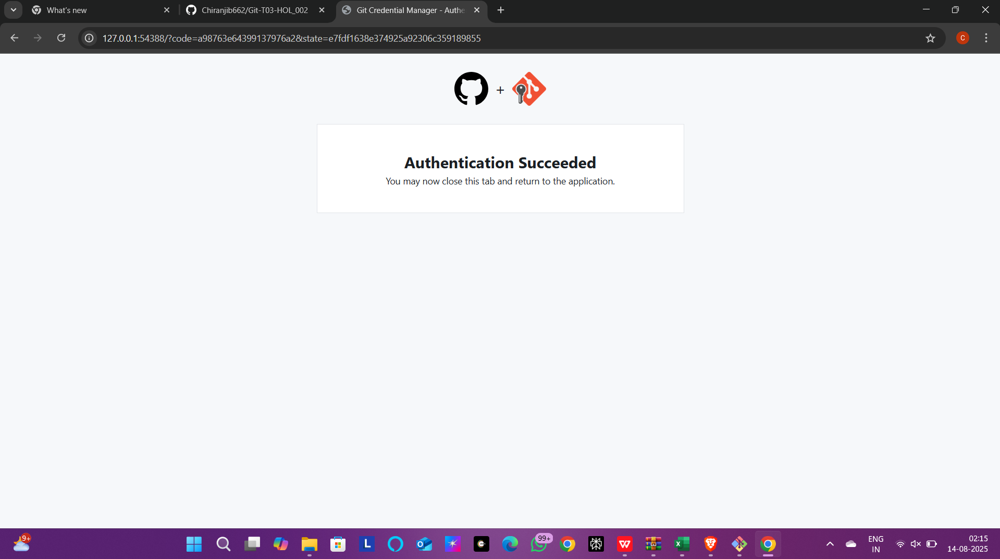 What's new
Chiranjib662/Git-T03-HOL_002
Git Credential Manager - Authe
127.0.0.1:54388/?code=a98763e64399137976a2&state=e7fdf1638e374925a92306c359189855
C
+
Authentication Succeeded
You may now close this tab and return to the application.
9+
L
99+
ENG
IN
02:15
14-08-2025